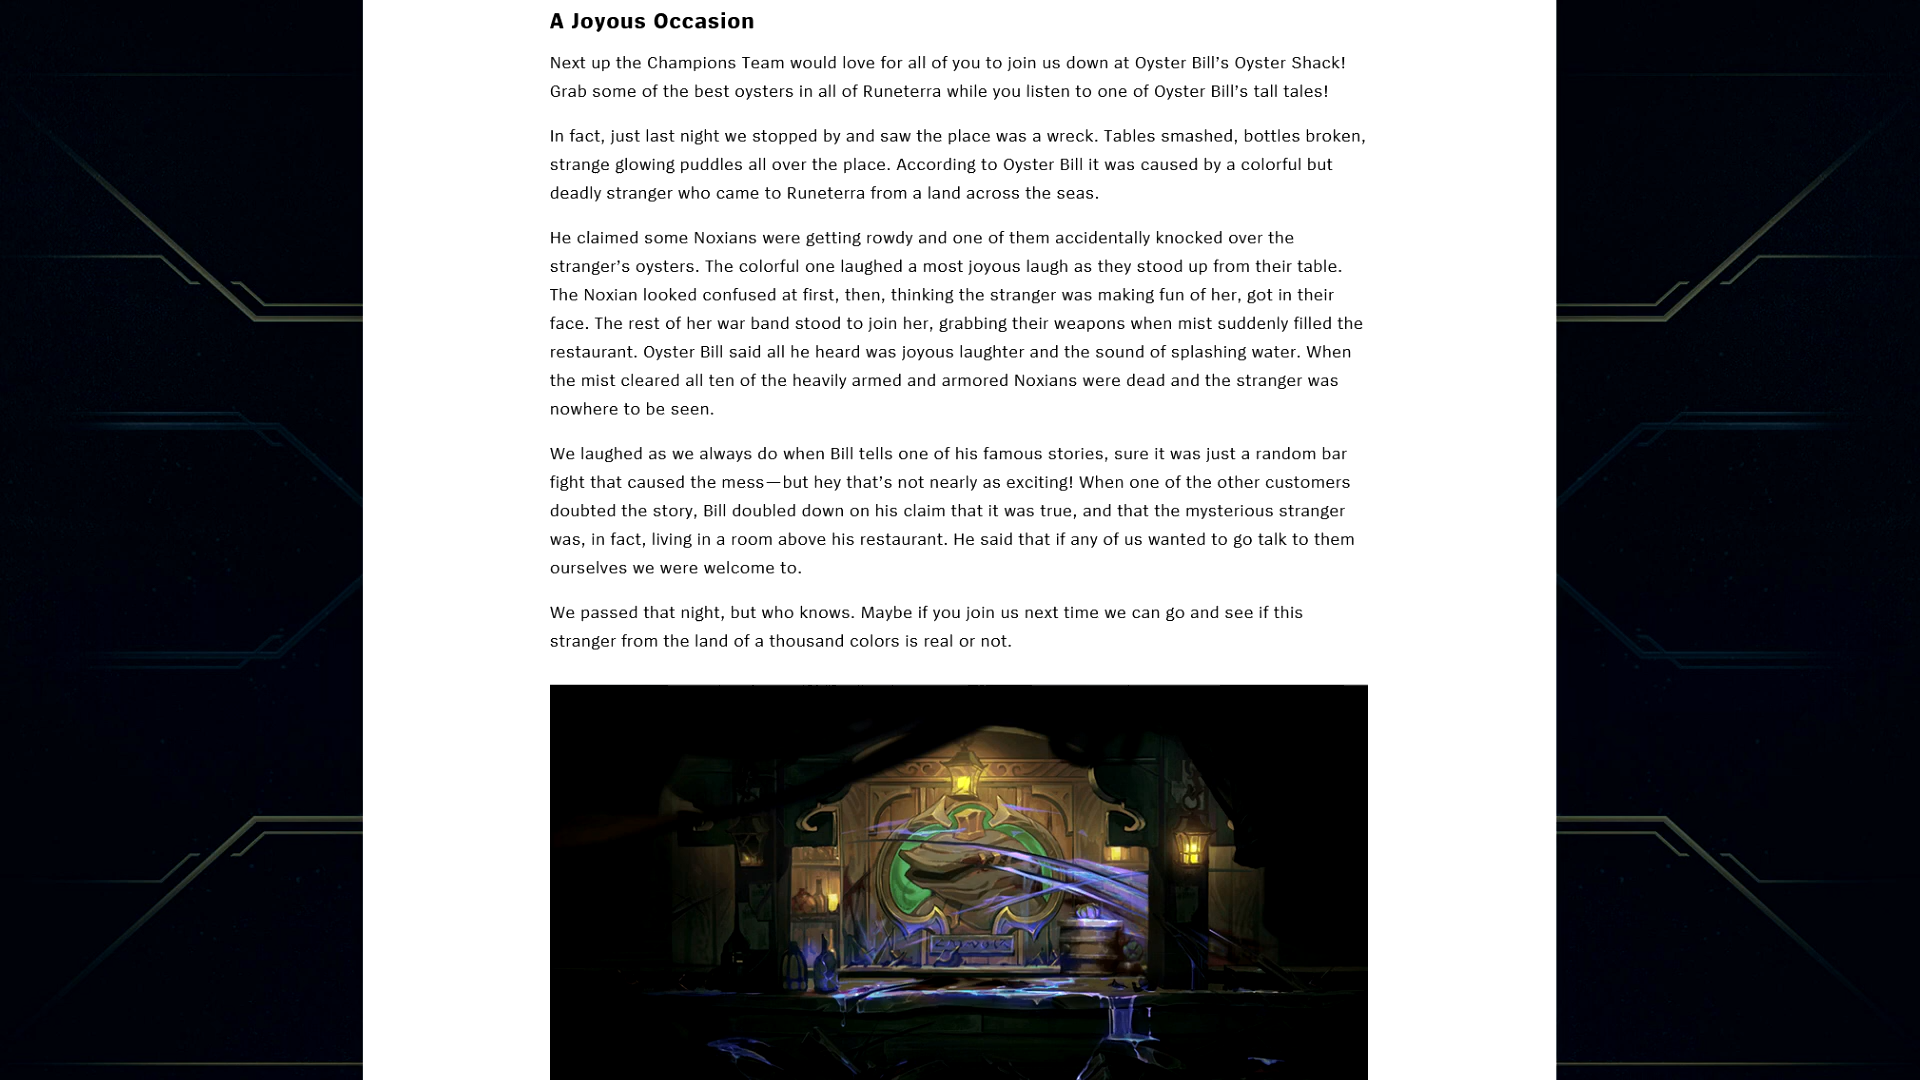 A Joyous Occasion
Next up the Champions Team would love for all of you to join us down at Oyster Bill’s Oyster Shack!
Grab some of the best oysters in all of Runeterra while you listen to one of Oyster Bill’s tall tales!
In fact, just last night we stopped by and saw the place was a wreck. Tables smashed, bottles broken,
strange glowing puddles all over the place. According to Oyster Bill it was caused by a colorful but
deadly stranger who came to Runeterra from a land across the seas.
He claimed some Noxians were getting rowdy and one of them accidentally knocked over the
stranger’s oysters. The colorful one laughed a most joyous laugh as they stood up from their table.
The Noxian looked confused at first, then, thinking the stranger was making fun of her, got in their
face. The rest of her war band stood to join her, grabbing their weapons when mist suddenly filled the
restaurant. Oyster Bill said all he heard was joyous laughter and the sound of splashing water. When
the mist cleared all ten of the heavily armed and armored Noxians were dead and the stranger was
nowhere to be seen.
We laughed as we always do when Bill tells one of his famous stories, sure it was just a random bar
fight that caused the mess—but hey that’s not nearly as exciting! When one of the other customers
doubted the story, Bill doubled down on his claim that it was true, and that the mysterious stranger
was, in fact, living in a room above his restaurant. He said that if any of us wanted to go talk to them
ourselves we were welcome to.
We passed that night, but who knows. Maybe if you join us next time we can go and see if this
stranger from the land of a thousand colors is real or not.